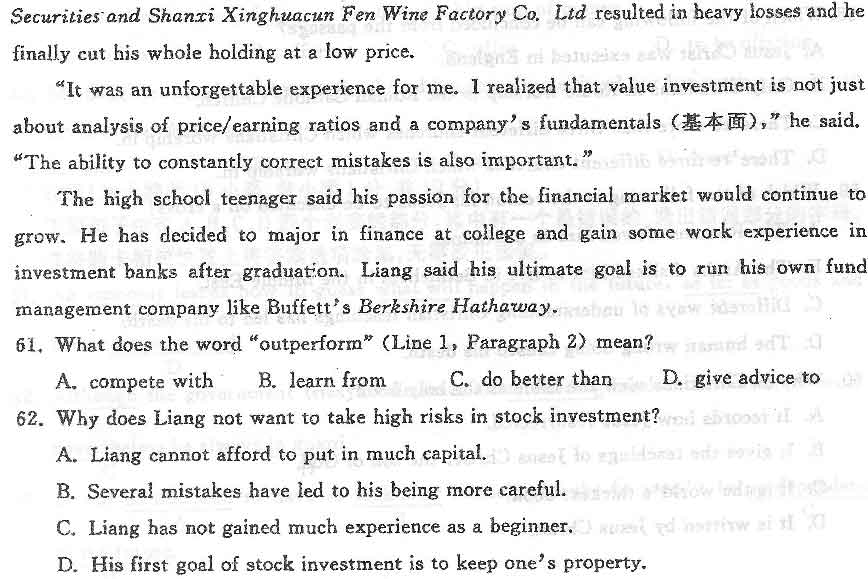 Securities and Shanxi Xinghuacun Fen Wine Factory Co. Ltd resulted in heavy losses and he
finally cut his whole holding at a low price.
“It was an unforgettable experience for me. I realized that value investment is not just
about analysis of price/earning ratios and a company’s fundamentals (基本面),” he said.
“The ability to constantly correct mistakes is also important.”
The high school teenager said his passion for the financial market would continue to
grow. He has decided to major in finance at college and gain some work experience in
investment banks after graduation. Liang said his ultimate goal is to run his own fund
management company like Buffett’s Berkshire Hathaway.
61. What does the word “outperform” (Line 1, Paragraph 2) mean?
A. compete with B. learn from C. do better than D. give advice to
62. Why does Liang not want to take high risks in stock investment?
A. Liang cannot afford to put in much capital.
B. Several mistakes have led to his being more careful.
C. Liang has not gained much experience as a beginner.
D. His first goal of stock investment is to keep one’s property.